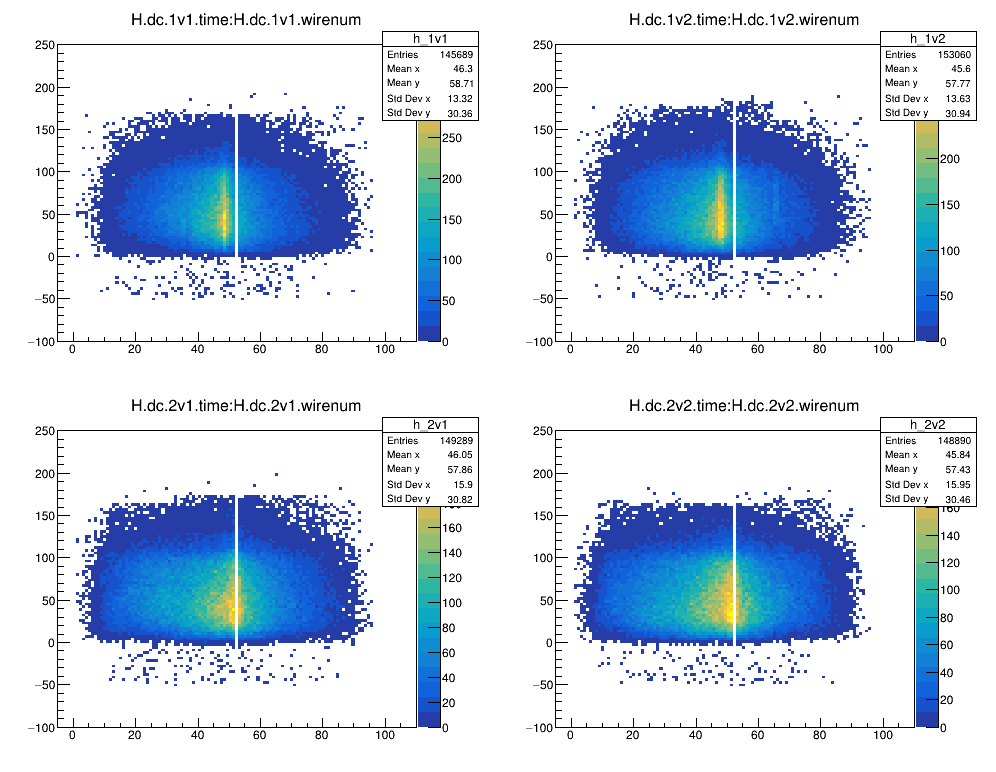 H.dc.1v1.time:H.dc.1v1.wirenum
h_1v1
Entries 145689
Mean x 46.3
Mean y 58.71
Std Dev x 13.32
Std Dev y 30.36
250
200
150
100
50
0
−50
−100
0 20 40 60 80 100
250
200
150
100
50
0
H.dc.1v2.time:H.dc.1v2.wirenum
h_1v2
Entries 153060
Mean x 45.6
Mean y 57.77
Std Dev x 13.63
Std Dev y 30.94
250
200
150
100
50
0
−50
−100
0 20 40 60 80 100
200
150
100
50
0
H.dc.2v1.time:H.dc.2v1.wirenum
h_2v1
Entries 149289
Mean x 46.05
Mean y 57.86
Std Dev x 15.9
Std Dev y 30.82
250
200
150
100
50
0
−50
−100
0 20 40 60 80 100
160
140
120
100
80
60
40
20
0
H.dc.2v2.time:H.dc.2v2.wirenum
h_2v2
Entries 148890
Mean x 45.84
Mean y 57.43
Std Dev x 15.95
Std Dev y 30.46
250
200
150
100
50
0
−50
−100
0 20 40 60 80 100
160
140
120
100
80
60
40
20
0